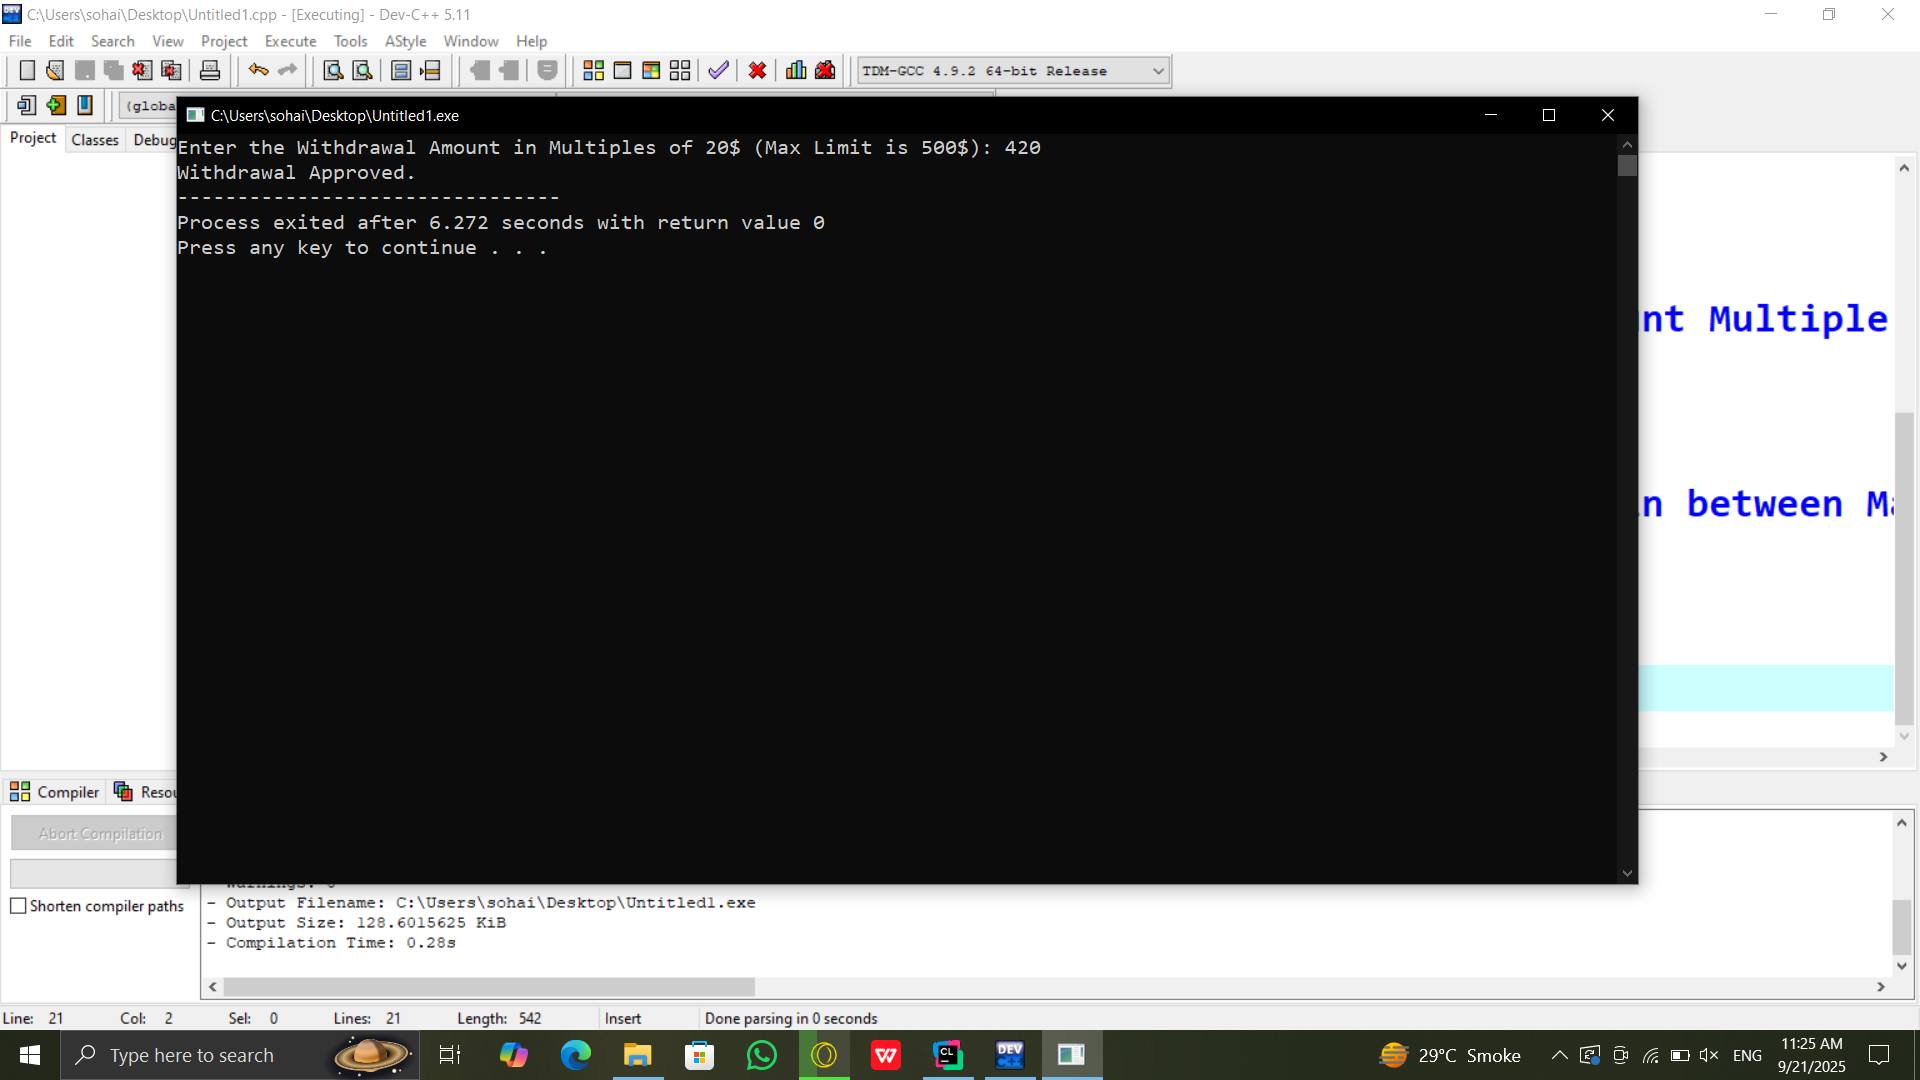 C:\Users\sohai\Desktop\Untitled1.cpp - [Executing] - Dev-C++ 5.11
File Edit Search View Project Execute Tools AStyle Window Help
TDM-GCC 4.9.2 64-bit Release
(globa
C:\Users\sohai\Desktop\Untitled1.exe
Project Classes Debug
Enter the Withdrawal Amount in Multiples of 20$ (Max Limit is 500$): 420
Withdrawal Approved.
--------------------------------
Process exited after 6.272 seconds with return value 0
Press any key to continue . . .
nt Multiple
n between Ma
Compiler Resou
Abort Compilation
Shorten compiler paths
- Warnings: 0
- Output Filename: C:\Users\sohai\Desktop\Untitled1.exe
- Output Size: 128.6015625 KiB
- Compilation Time: 0.28s
Line: 21 Col: 2 Sel: 0 Lines: 21 Length: 542 Insert Done parsing in 0 seconds
Type here to search
29°C Smoke
ENG
11:25 AM
9/21/2025